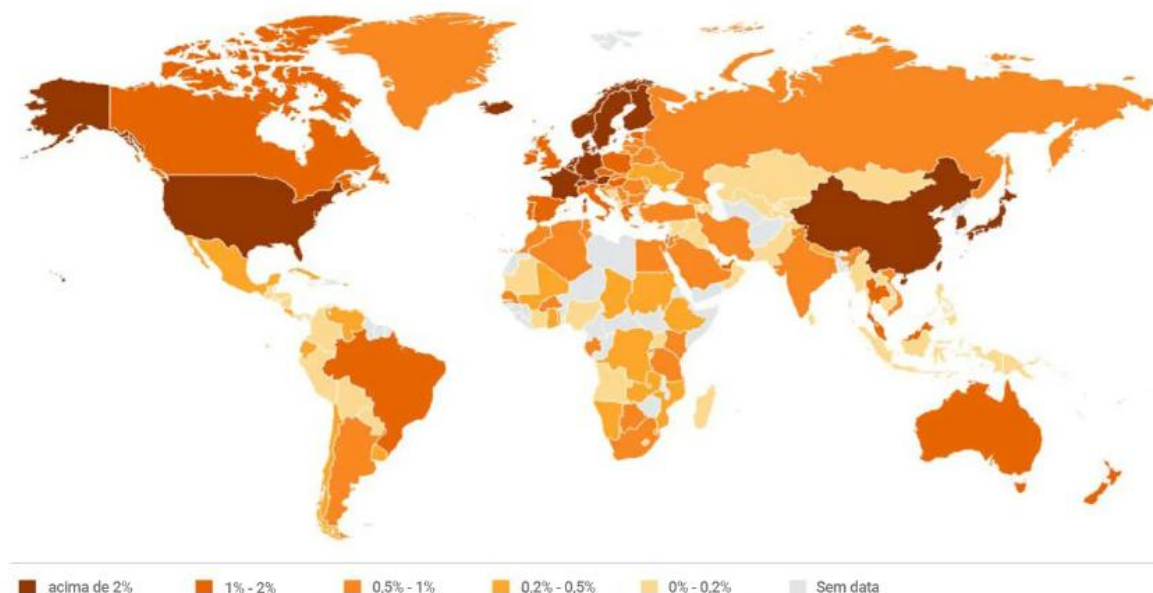 acima de 2% 1% - 2% 0,5% - 1% 0,2% - 0,5% 0% - 0,2% Sem data